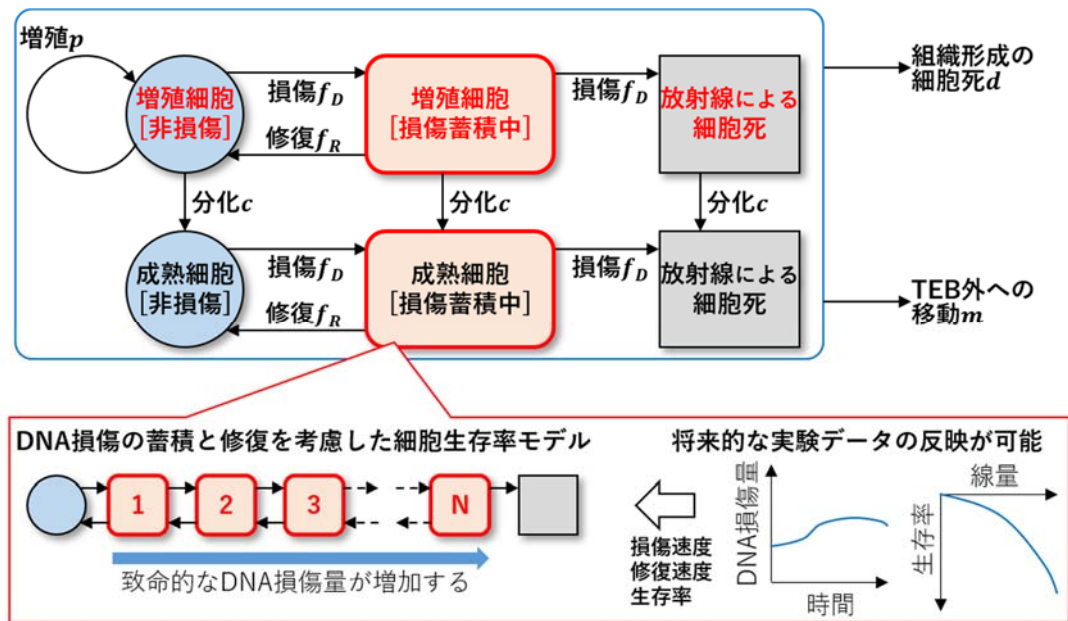 増殖p
増殖細胞
[非損傷]
損傷f_D
修復f_R
増殖細胞
[損傷蓄積中]
損傷f_D
放射線による
細胞死
組織形成の
細胞死d
分化c
分化c
分化c
成熟細胞
[非損傷]
損傷f_D
修復f_R
成熟細胞
[損傷蓄積中]
損傷f_D
放射線による
細胞死
TEB外への
移動m
DNA損傷の蓄積と修復を考慮した細胞生存率モデル
1
2
3
N
致命的なDNA損傷量が増加する
将来的な実験データの反映が可能
損傷速度
修復速度
生存率
DNA損傷量
時間
線量
生存率